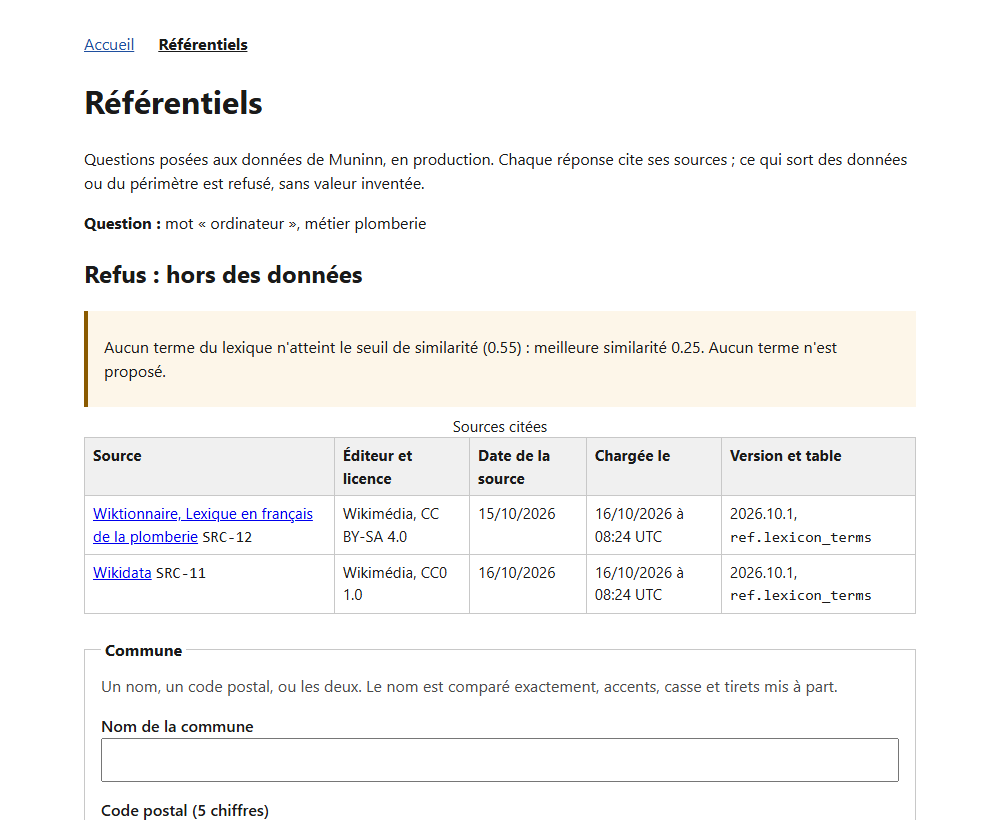 Accueil Référentiels
Référentiels
Questions posées aux données de Muninn, en production. Chaque réponse cite ses sources ; ce qui sort des données
ou du périmètre est refusé, sans valeur inventée.
Question : mot « ordinateur », métier plomberie
Refus : hors des données
Aucun terme du lexique n'atteint le seuil de similarité (0.55) : meilleure similarité 0.25. Aucun terme n'est
proposé.
Sources citées
Source Éditeur et licence Date de la source Chargée le Version et table
Wiktionnaire, Lexique en français de la plomberie SRC-12 Wikimédia, CC BY-SA 4.0 15/10/2026 16/10/2026 à 08:24 UTC 2026.10.1, ref.lexicon_terms
Wikidata SRC-11 Wikimédia, CC0 1.0 16/10/2026 16/10/2026 à 08:24 UTC 2026.10.1, ref.lexicon_terms
Commune
Un nom, un code postal, ou les deux. Le nom est comparé exactement, accents, casse et tirets mis à part.
Nom de la commune
Code postal (5 chiffres)